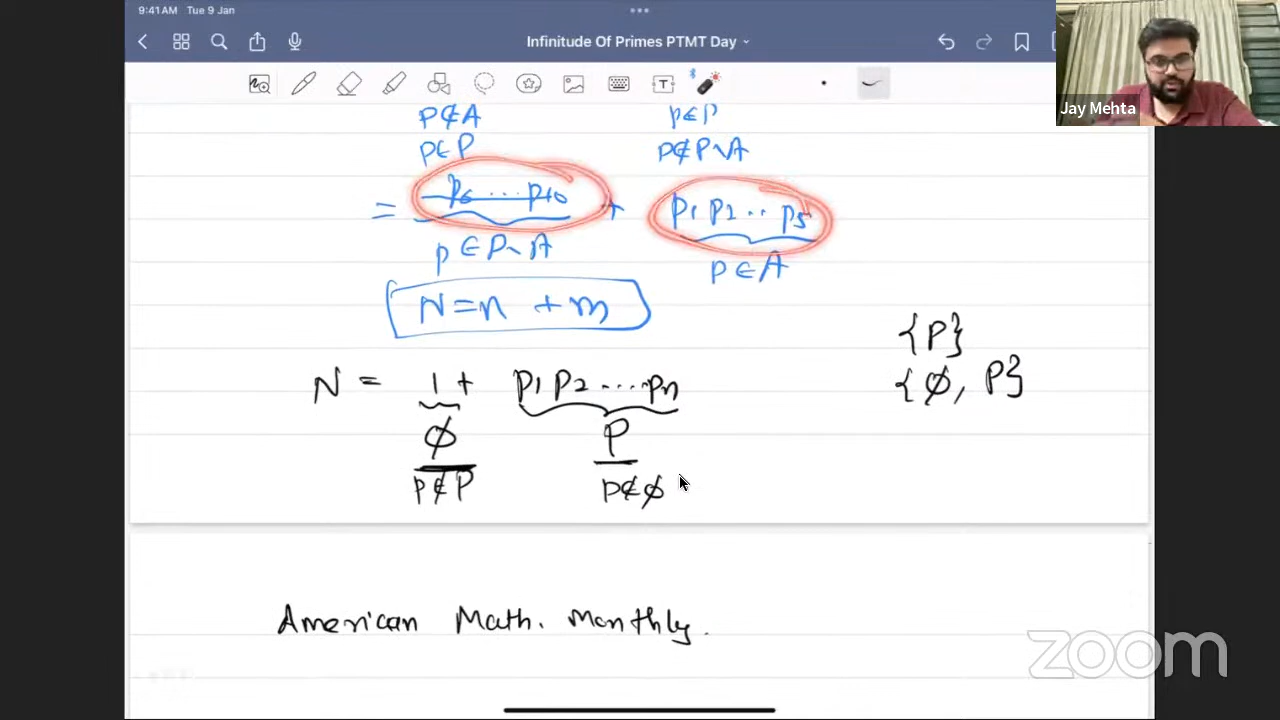 9:41 AM Tue 9 Jan
Infinitude Of Primes PTMT Day
Jay Mehta
p∉A p∈P
p∈P p∉P∖A
= p6 ... p10 + p1 p2 .. p5
p∈P∖A p∈A
N=n +m
{P}
N = 1 + p1 p2 ....pn {∅, P}
∅ P
p∉P p∉∅
American Math. Monthly.
zoom